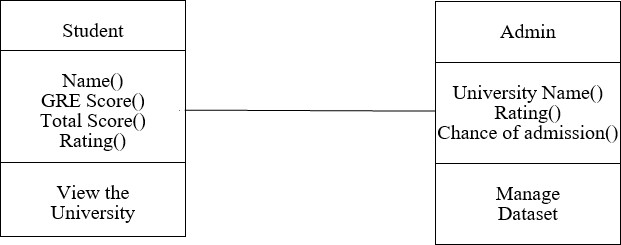 Student
Name()
GRE Score()
Total Score()
Rating()
View the
University
Admin
University Name()
Rating()
Chance of admission()
Manage
Dataset